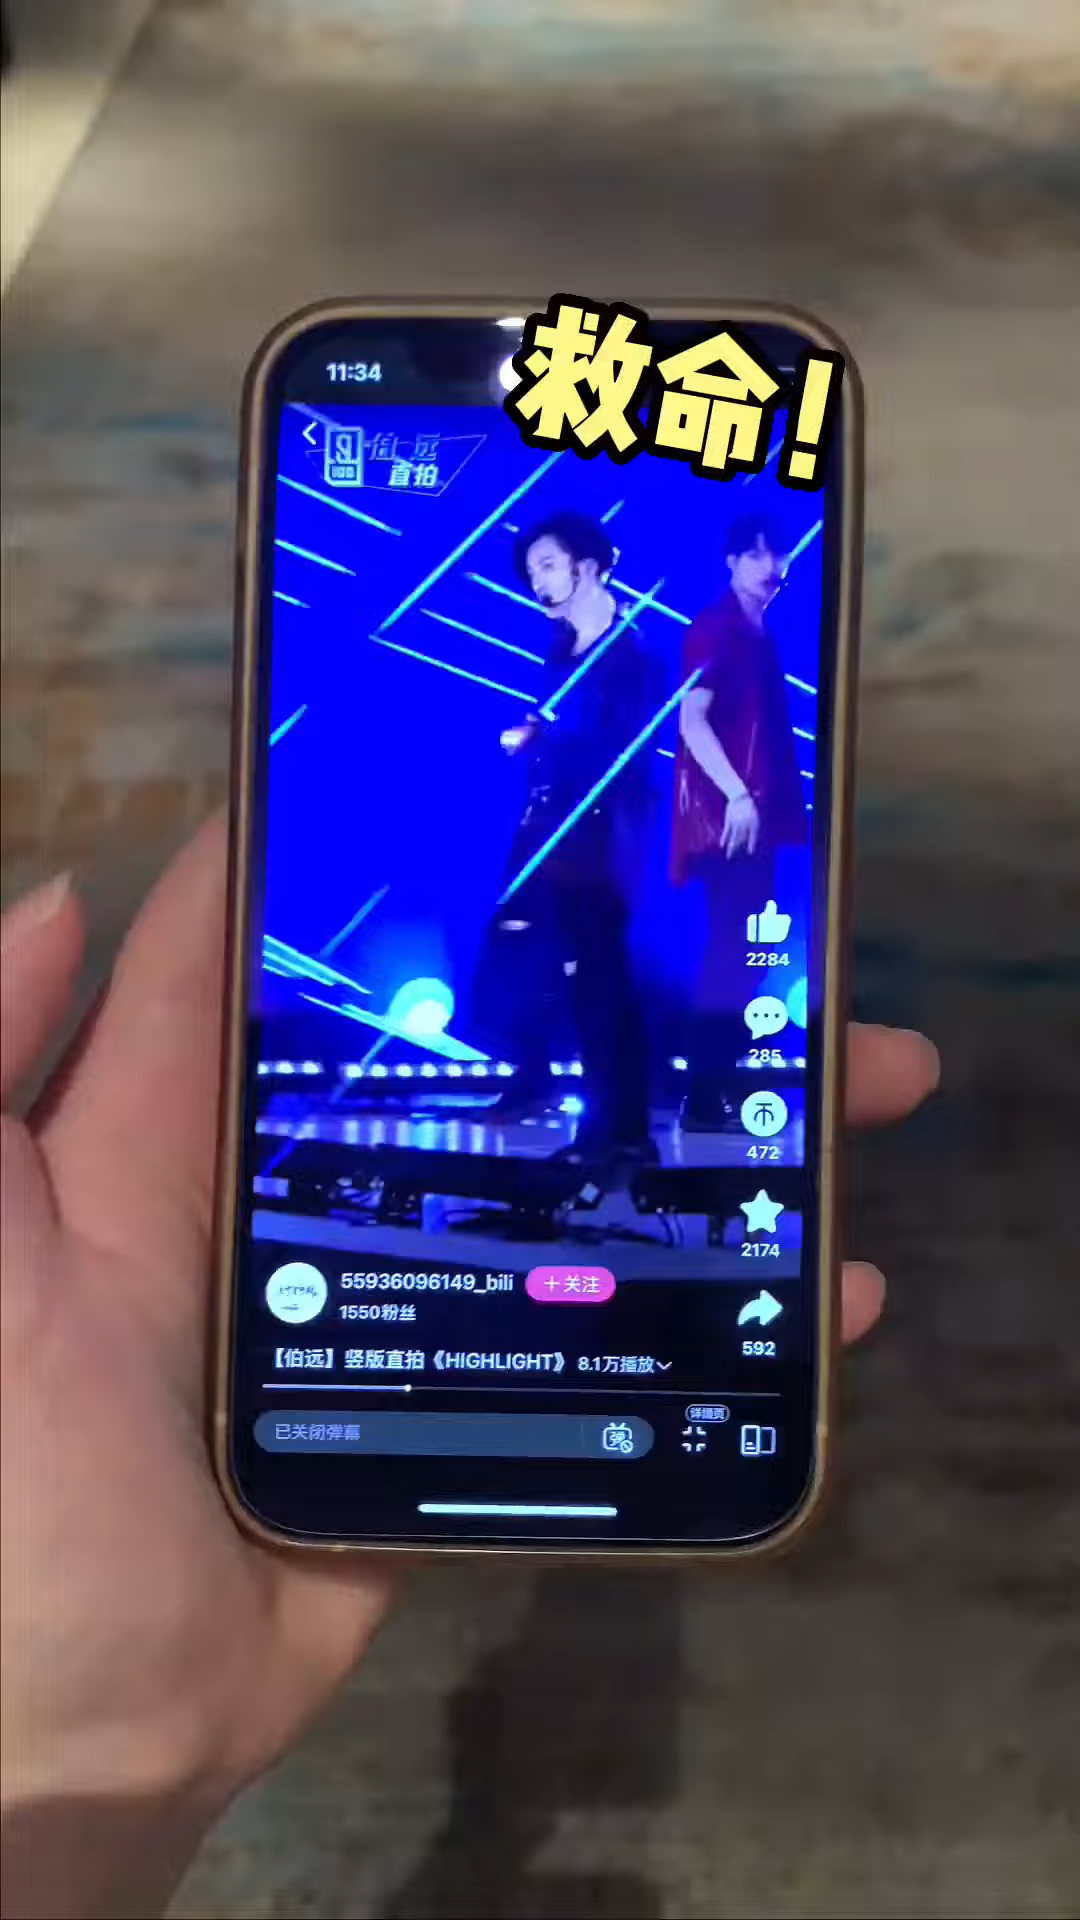 救命！
11:34
伯远
直拍
2284
285
472
2174
592
55936096149_bili
+关注
1550粉丝
【伯远】竖版直拍《HIGHLIGHT》 8.1万播放
已关闭弹幕
弹
详情页